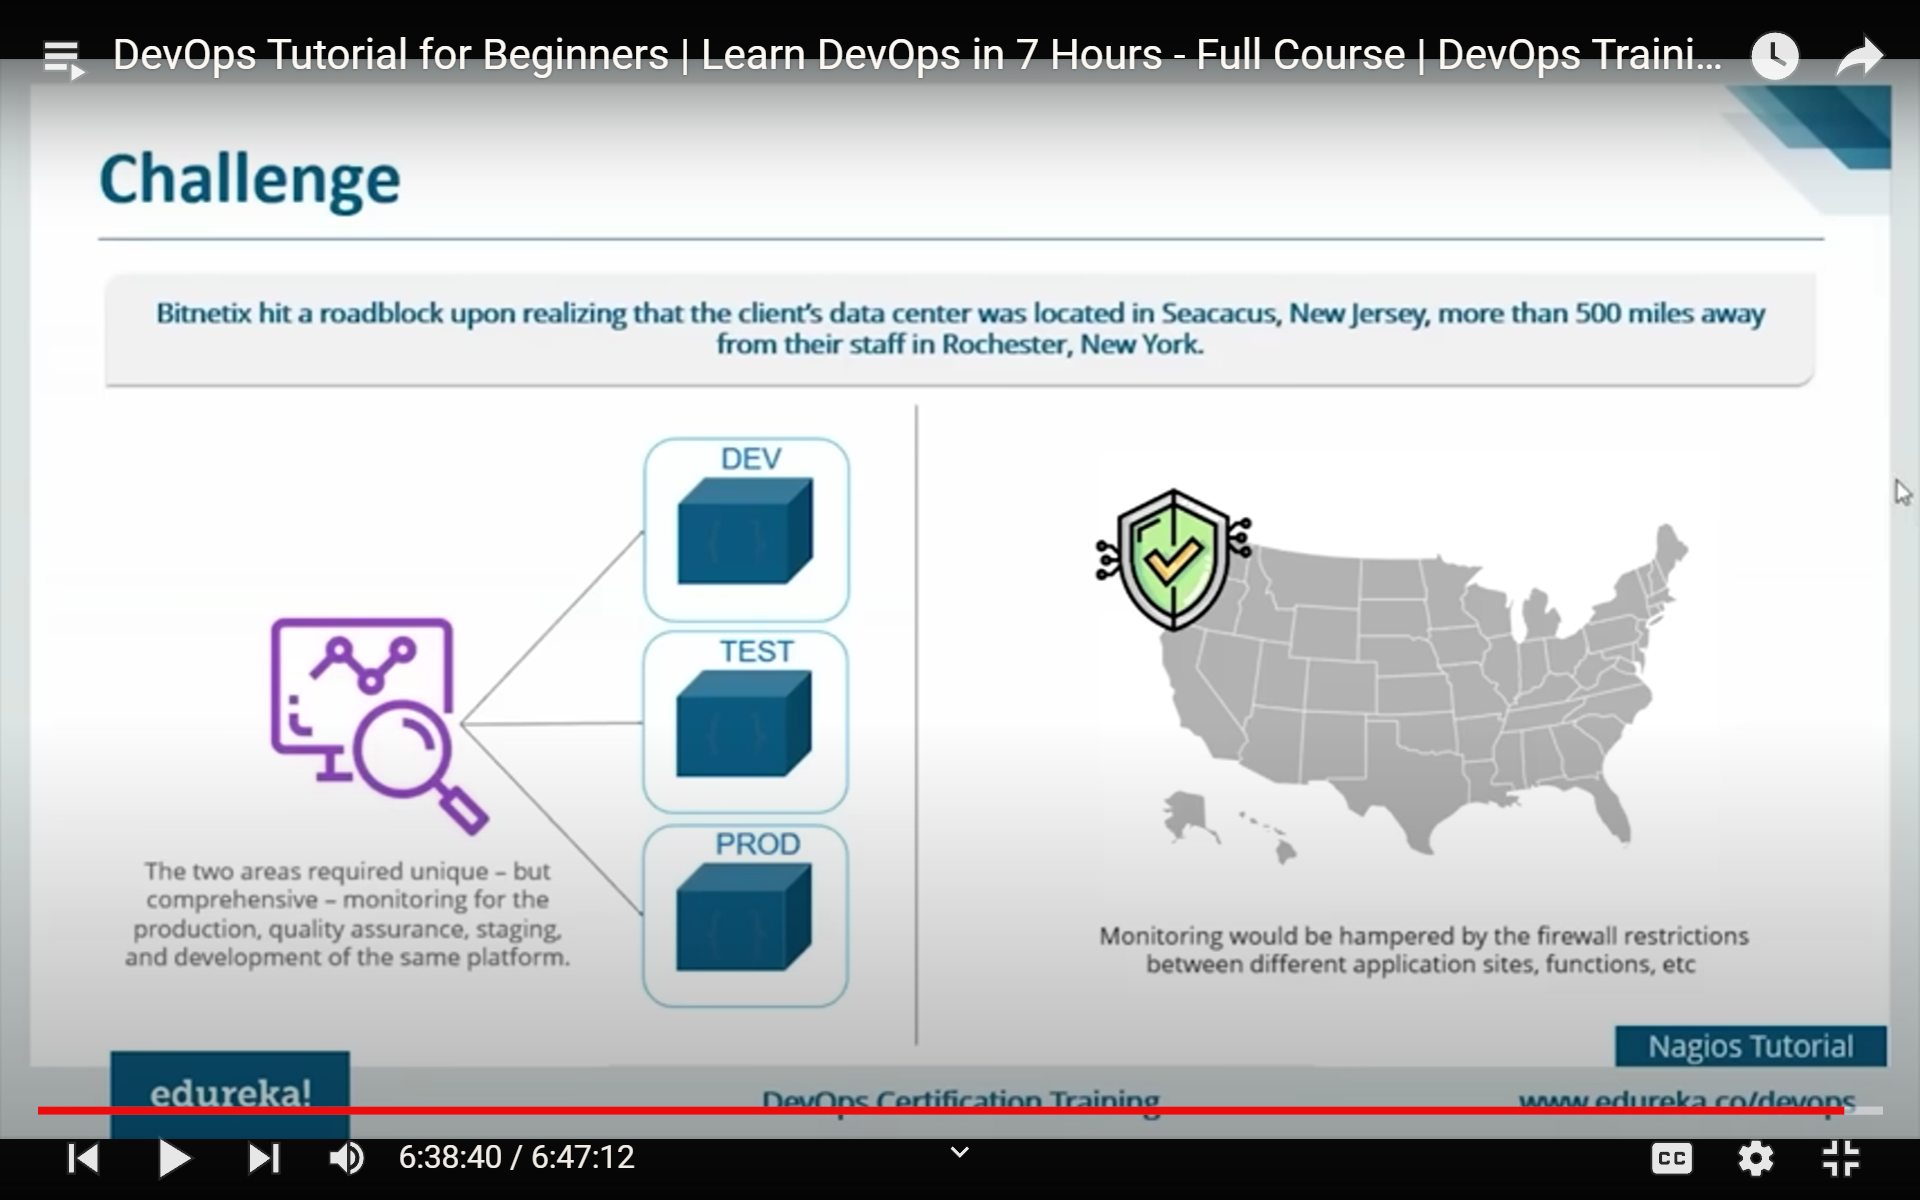 DevOps Tutorial for Beginners | Learn DevOps in 7 Hours - Full Course | DevOps Traini...
Challenge
Bitnetix hit a roadblock upon realizing that the client's data center was located in Seacacus, New Jersey, more than 500 miles away
from their staff in Rochester, New York.
DEV
TEST
PROD
The two areas required unique – but
comprehensive – monitoring for the
production, quality assurance, staging,
and development of the same platform.
Monitoring would be hampered by the firewall restrictions
between different application sites, functions, etc
Nagios Tutorial
edureka!
DevOps Certification Training
www.edureka.co/devops
6:38:40 / 6:47:12
CC